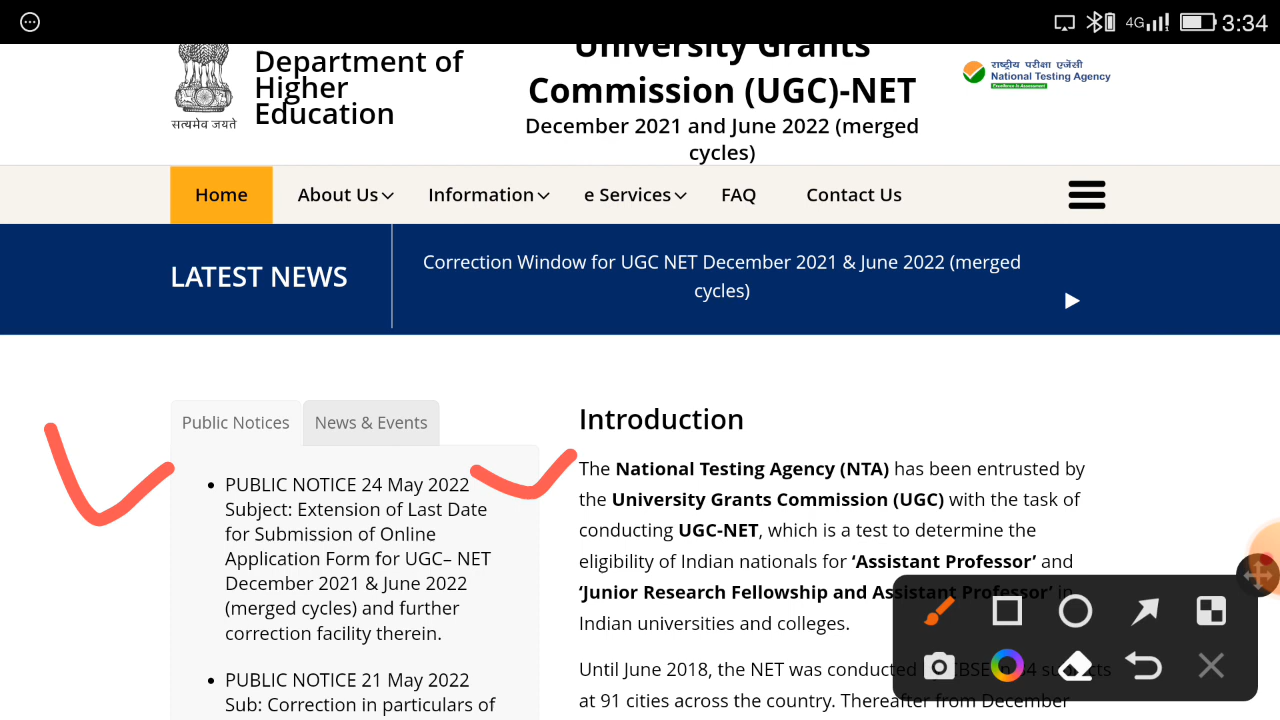 4G
3:34
Department of
Higher
Education
सत्यमेव जयते
University Grants
Commission (UGC)-NET
December 2021 and June 2022 (merged
cycles)
राष्ट्रीय परीक्षा एजेंसी
National Testing Agency
Excellence in Assessment
Home
About Us
Information
e Services
FAQ
Contact Us
LATEST NEWS
Correction Window for UGC NET December 2021 & June 2022 (merged
cycles)
Public Notices
News & Events
PUBLIC NOTICE 24 May 2022
Subject: Extension of Last Date
for Submission of Online
Application Form for UGC– NET
December 2021 & June 2022
(merged cycles) and further
correction facility therein.
PUBLIC NOTICE 21 May 2022
Sub: Correction in particulars of
Introduction
The National Testing Agency (NTA) has been entrusted by
the University Grants Commission (UGC) with the task of
conducting UGC-NET, which is a test to determine the
eligibility of Indian nationals for ‘Assistant Professor’ and
‘Junior Research Fellowship and Assistant Professor’ in
Indian universities and colleges.
Until June 2018, the NET was conducted
at 91 cities across the country. Thereafter from December